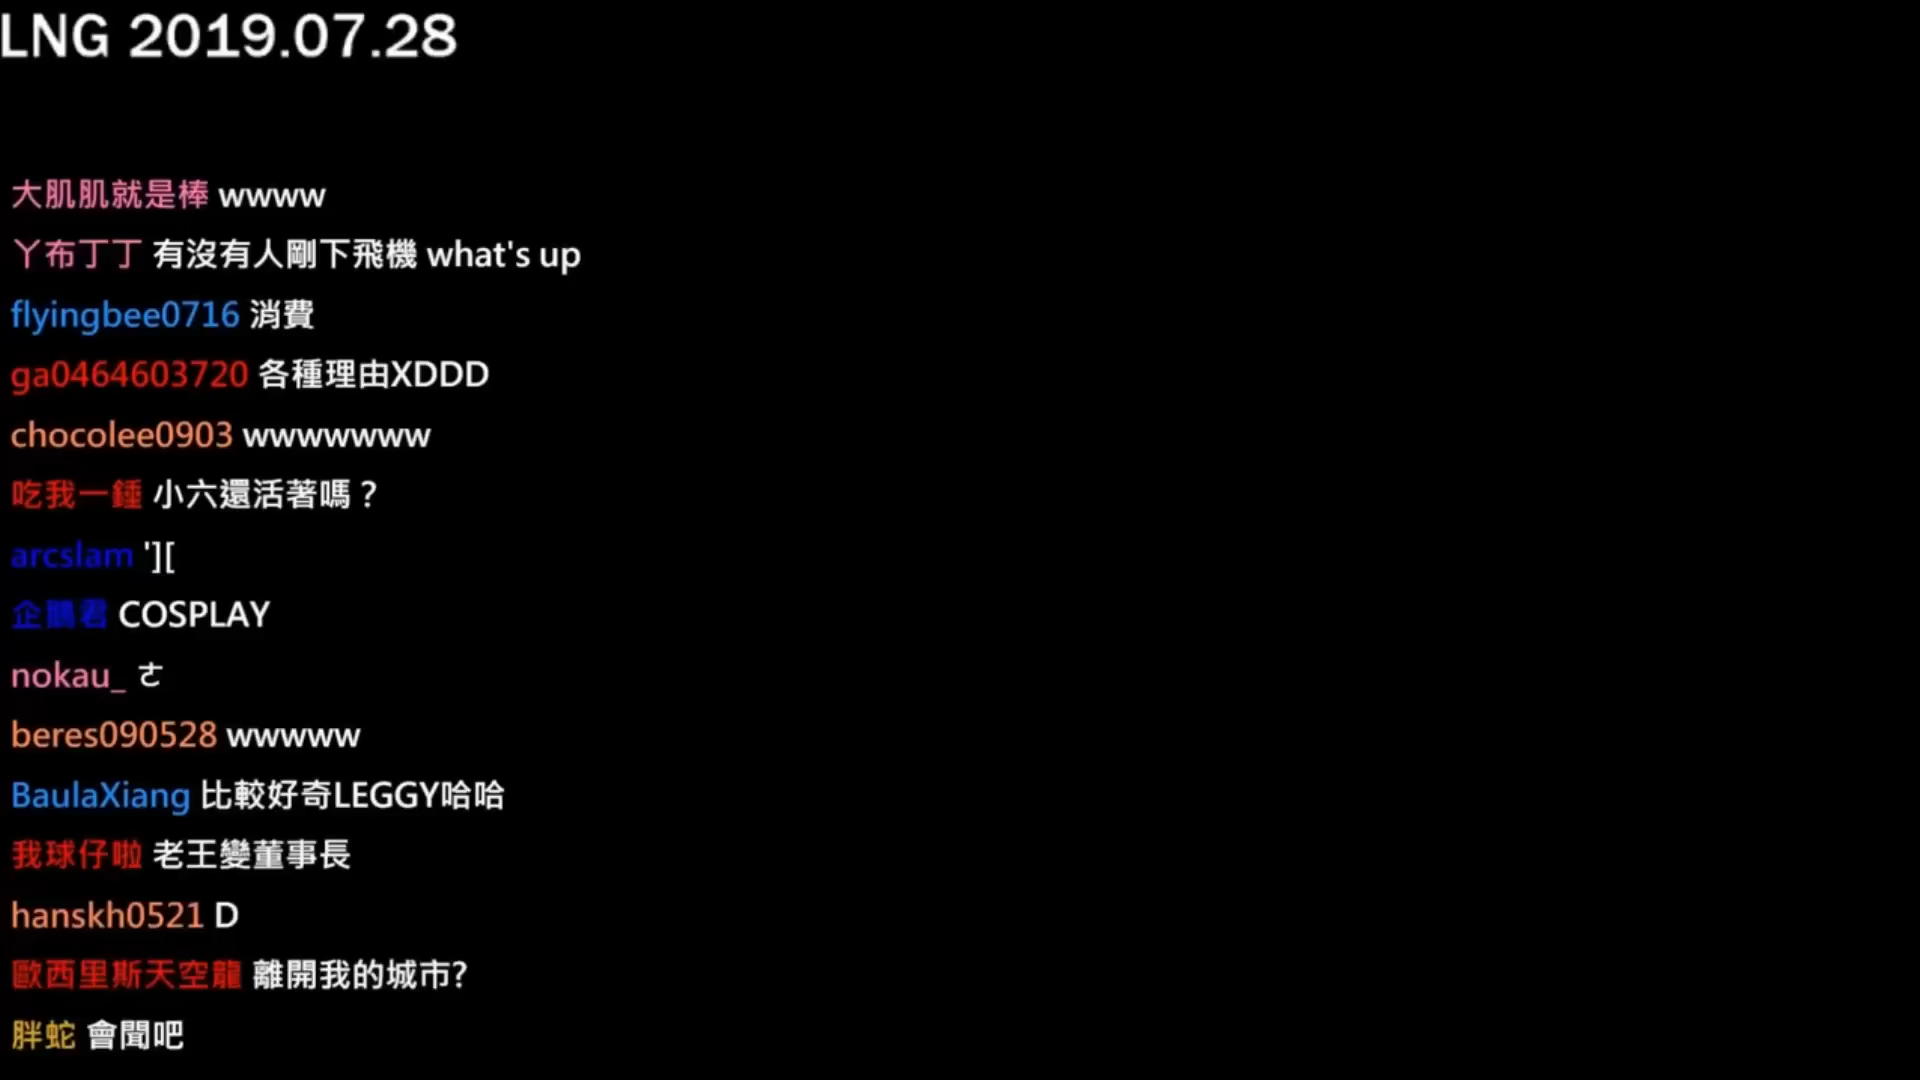 LNG 2019.07.28
大肌肌就是棒 wwww
丫布丁丁 有沒有人剛下飛機 what's up
flyingbee0716 消費
ga0464603720 各種理由XDDD
chocolee0903 wwwwwww
吃我一錘 小六還活著嗎？
arcslam '][
企鵝君 COSPLAY
nokau_ ㄜ
beres090528 wwwww
BaulaXiang 比較好奇LEGGY哈哈
我球仔啦 老王變董事長
hanskh0521 D
歐西里斯天空龍 離開我的城市?
胖蛇 會聞吧